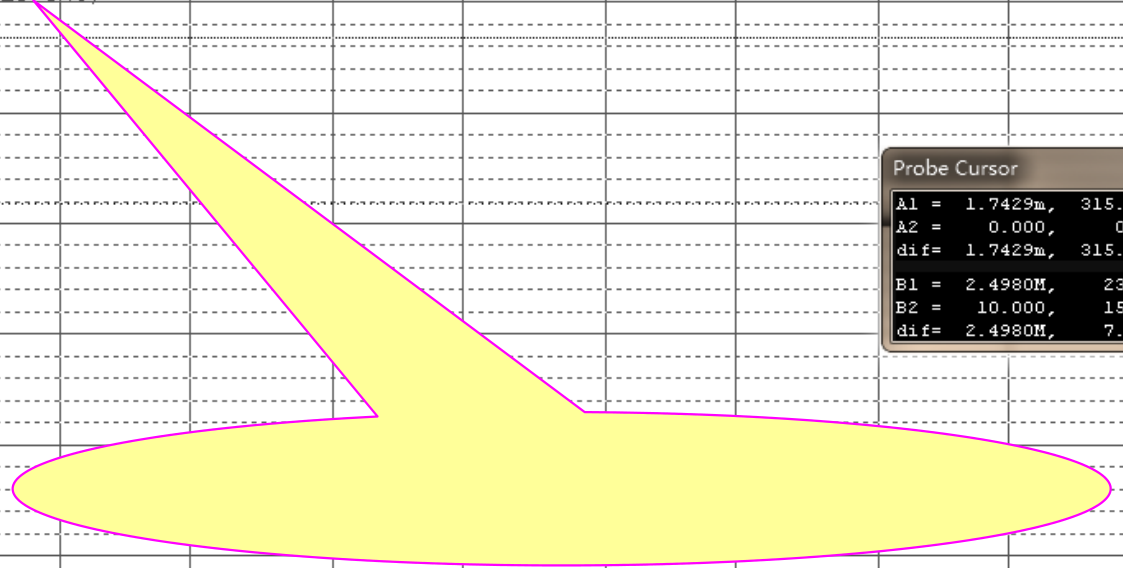 Probe Cursor
A1 = 1.7429m, 315.
A2 = 0.000, 0
dif= 1.7429m, 315.
B1 = 2.4980M, 23
B2 = 10.000, 15
dif= 2.4980M, 7.